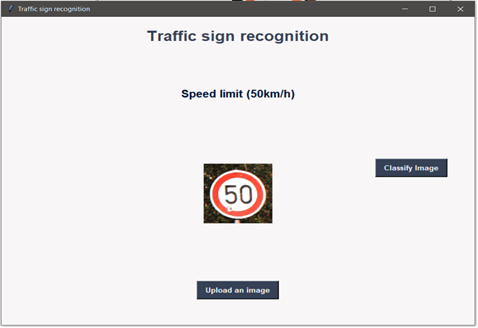 Traffic sign recognition
Traffic sign recognition
Speed limit (50km/h)
Classify Image
50
Upload an image